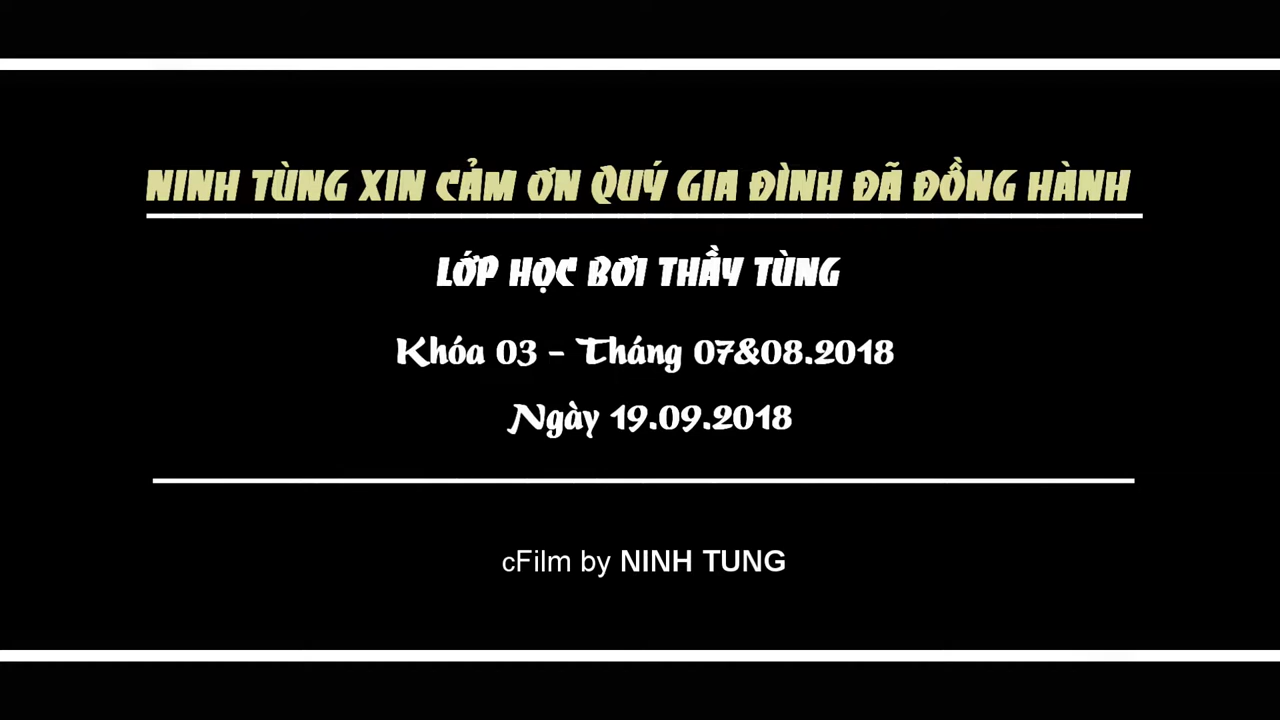 NINH TÙNG XIN CẢM ƠN QUÝ GIA ĐÌNH ĐÃ ĐỒNG HÀNH
LỚP HỌC BƠI THẦY TÙNG
Khóa 03 - Tháng 07&08.2018
Ngày 19.09.2018
cFilm by NINH TUNG